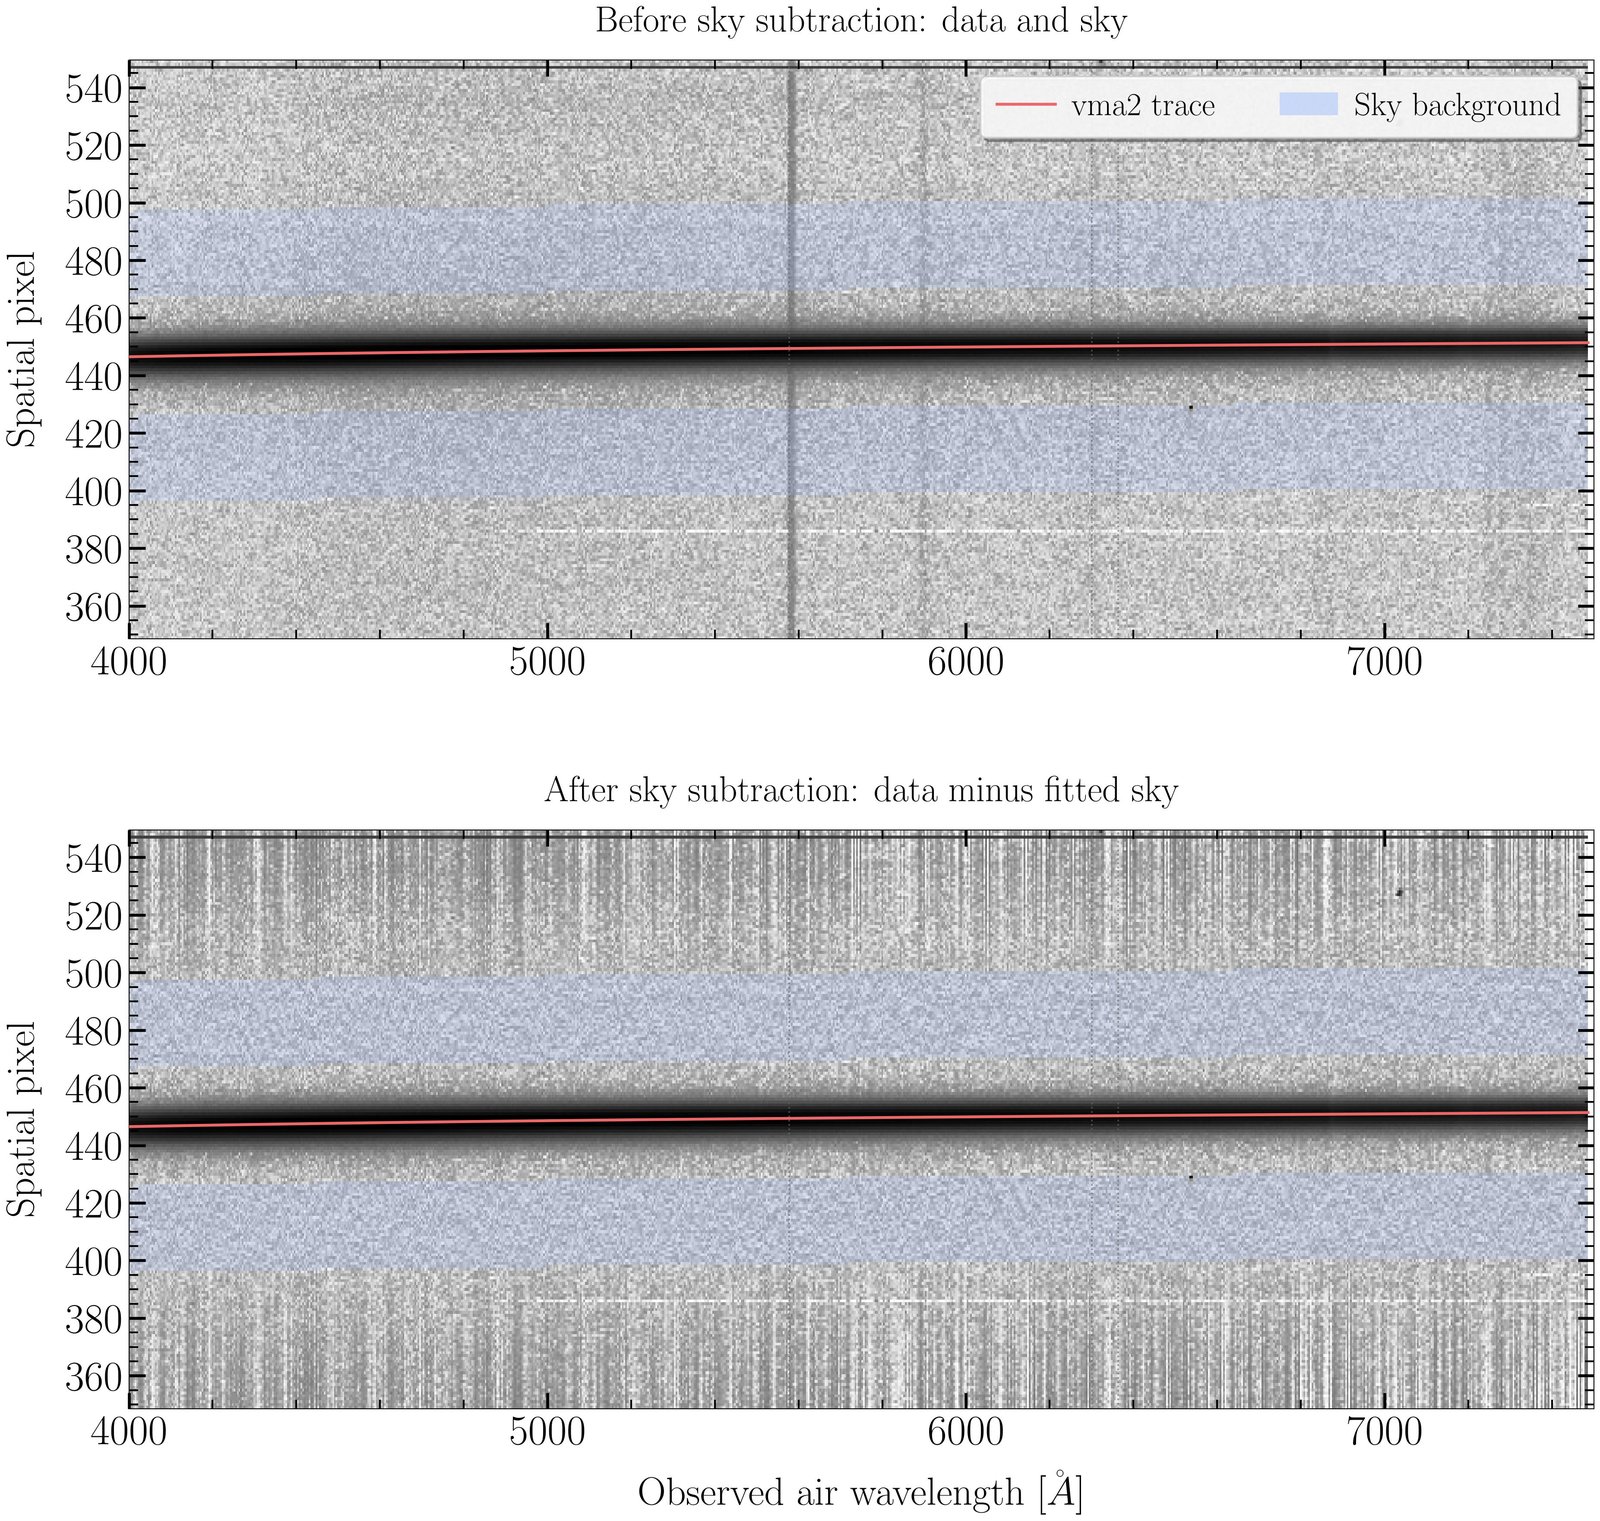 Before sky subtraction: data and sky
vma2 trace
Sky background
540
520
500
480
460
440
420
400
380
360
Spatial pixel
4000 5000 6000 7000
After sky subtraction: data minus fitted sky
540
520
500
480
460
440
420
400
380
360
Spatial pixel
4000 5000 6000 7000
Observed air wavelength [Å]